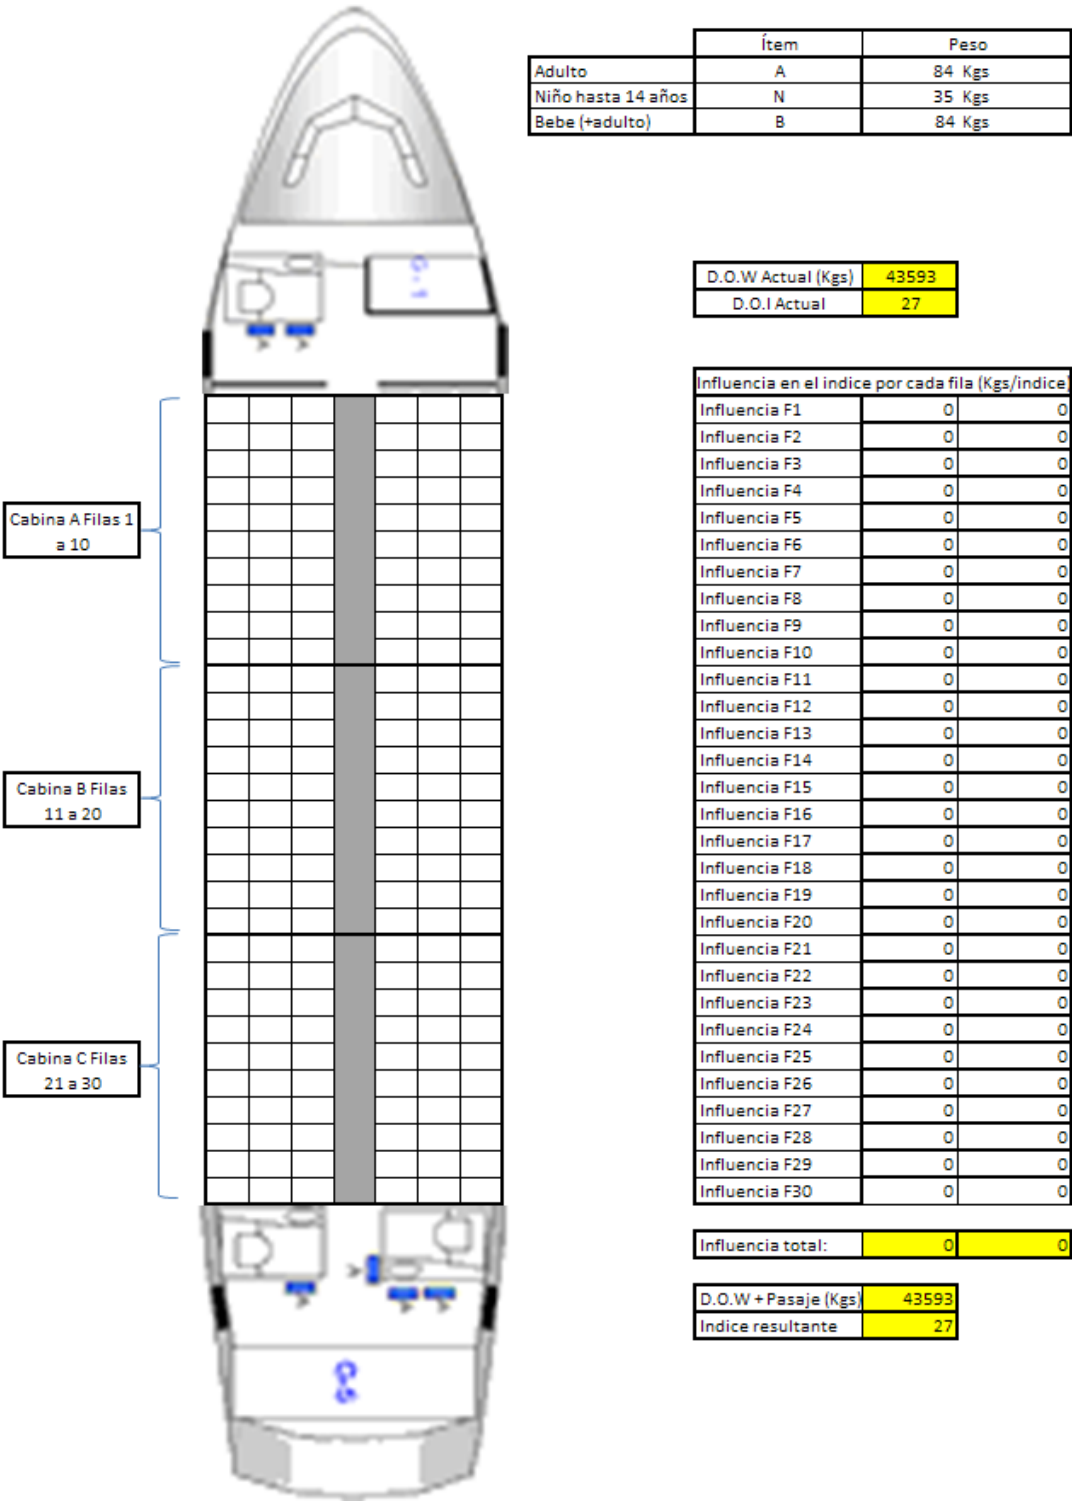 Ítem Peso
Adulto A 84 Kgs
Niño hasta 14 años N 35 Kgs
Bebe (+adulto) B 84 Kgs
G-1
D.O.W Actual (Kgs) 43593
D.O.I Actual 27
Influencia en el indice por cada fila (Kgs/indice)
Influencia F1 0 0
Influencia F2 0 0
Influencia F3 0 0
Influencia F4 0 0
Cabina A Filas 1
a 10
Influencia F5 0 0
Influencia F6 0 0
Influencia F7 0 0
Influencia F8 0 0
Influencia F9 0 0
Influencia F10 0 0
Influencia F11 0 0
Influencia F12 0 0
Influencia F13 0 0
Influencia F14 0 0
Cabina B Filas
11 a 20
Influencia F15 0 0
Influencia F16 0 0
Influencia F17 0 0
Influencia F18 0 0
Influencia F19 0 0
Influencia F20 0 0
Influencia F21 0 0
Influencia F22 0 0
Influencia F23 0 0
Influencia F24 0 0
Cabina C Filas
21 a 30
Influencia F25 0 0
Influencia F26 0 0
Influencia F27 0 0
Influencia F28 0 0
Influencia F29 0 0
Influencia F30 0 0
Influencia total: 0 0
D.O.W + Pasaje (Kgs) 43593
Indice resultante 27